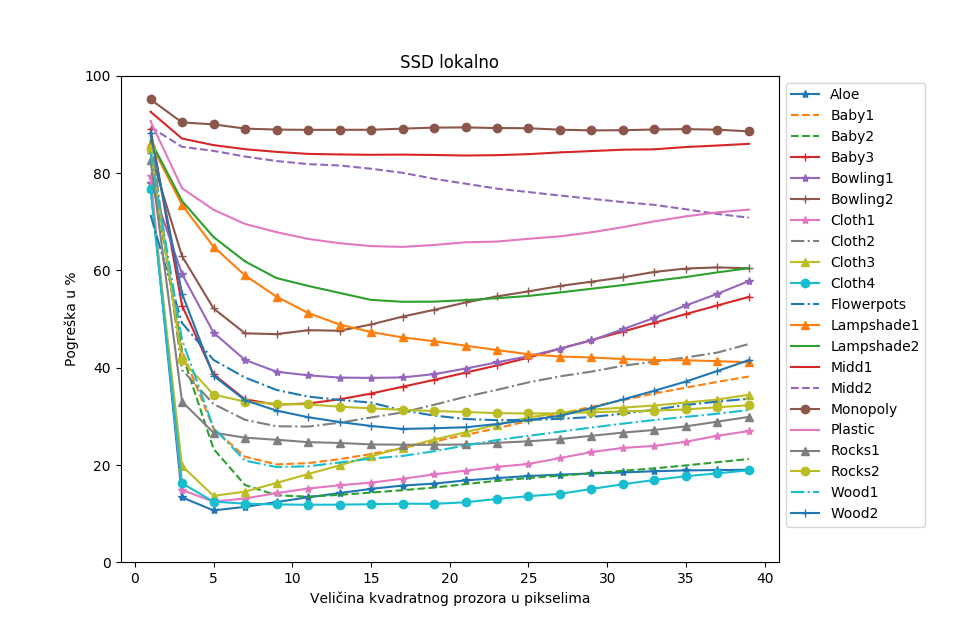 SSD lokalno
100
80
60
40
20
0
Pogreška u %
0 5 10 15 20 25 30 35 40
Veličina kvadratnog prozora u pikselima
Aloe
Baby1
Baby2
Baby3
Bowling1
Bowling2
Cloth1
Cloth2
Cloth3
Cloth4
Flowerpots
Lampshade1
Lampshade2
Midd1
Midd2
Monopoly
Plastic
Rocks1
Rocks2
Wood1
Wood2